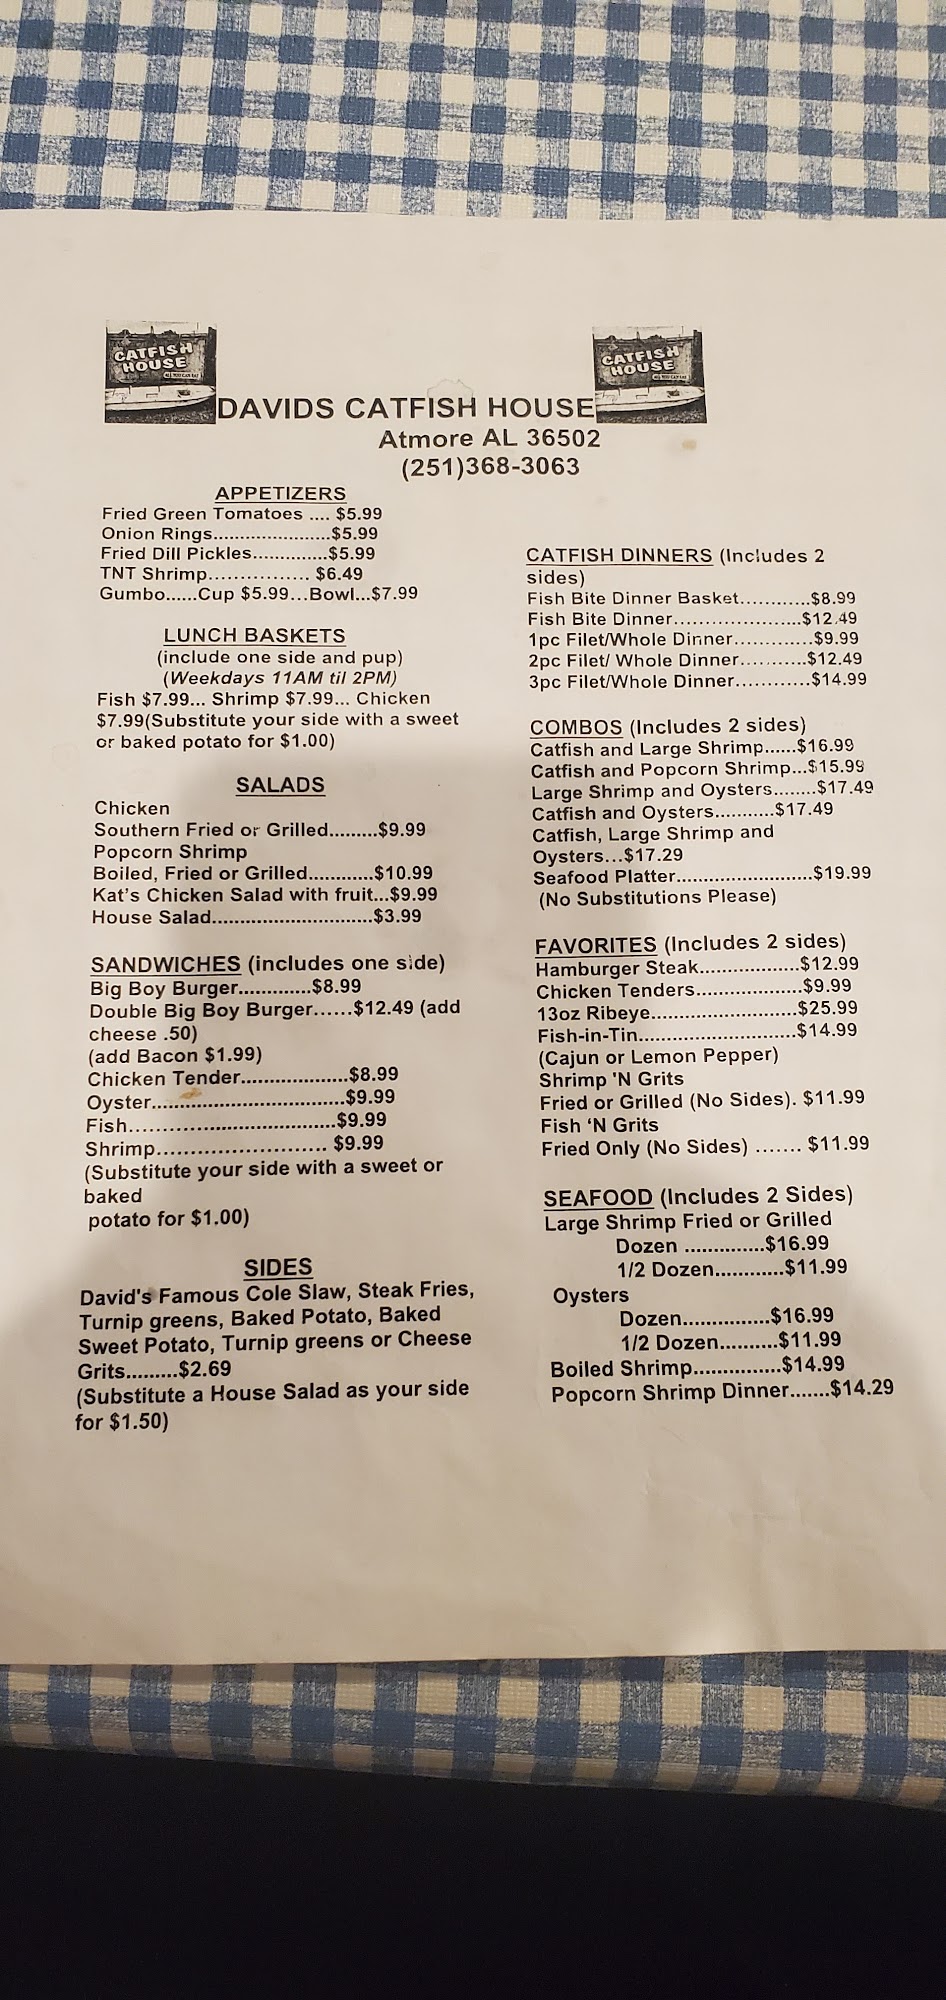 CATFISH
HOUSE
ALL YOU CAN EAT
CATFISH
HOUSE
DAVIDS CATFISH HOUSE
Atmore AL 36502
(251)368-3063
APPETIZERS
Fried Green Tomatoes .... $5.99
Onion Rings......................$5.99
Fried Dill Pickles..............$5.99
TNT Shrimp................ $6.49
Gumbo......Cup $5.99...Bowl...$7.99
LUNCH BASKETS
(include one side and pup)
(Weekdays 11AM til 2PM)
Fish $7.99... Shrimp $7.99... Chicken
$7.99(Substitute your side with a sweet
or baked potato for $1.00)
SALADS
Chicken
Southern Fried or Grilled.........$9.99
Popcorn Shrimp
Boiled, Fried or Grilled............$10.99
Kat's Chicken Salad with fruit...$9.99
House Salad..............................$3.99
SANDWICHES (includes one side)
Big Boy Burger.............$8.99
Double Big Boy Burger......$12.49 (add
cheese .50)
(add Bacon $1.99)
Chicken Tender....................$8.99
Oyster....................................$9.99
Fish.......................................$9.99
Shrimp............................ $9.99
(Substitute your side with a sweet or
baked
potato for $1.00)
SIDES
David's Famous Cole Slaw, Steak Fries,
Turnip greens, Baked Potato, Baked
Sweet Potato, Turnip greens or Cheese
Grits.........$2.69
(Substitute a House Salad as your side
for $1.50)
CATFISH DINNERS (Includes 2
sides)
Fish Bite Dinner Basket............$8.99
Fish Bite Dinner.......................$12.49
1pc Filet/Whole Dinner.............$9.99
2pc Filet/ Whole Dinner...........$12.49
3pc Filet/Whole Dinner.............$14.99
COMBOS (Includes 2 sides)
Catfish and Large Shrimp......$16.99
Catfish and Popcorn Shrimp...$15.99
Large Shrimp and Oysters........$17.49
Catfish and Oysters...........$17.49
Catfish, Large Shrimp and
Oysters...$17.29
Seafood Platter..........................$19.99
(No Substitutions Please)
FAVORITES (Includes 2 sides)
Hamburger Steak...................$12.99
Chicken Tenders....................$9.99
13oz Ribeye............................$25.99
Fish-in-Tin..............................$14.99
(Cajun or Lemon Pepper)
Shrimp 'N Grits
Fried or Grilled (No Sides). $11.99
Fish ‘N Grits
Fried Only (No Sides) ....... $11.99
SEAFOOD (Includes 2 Sides)
Large Shrimp Fried or Grilled
Dozen ..............$16.99
1/2 Dozen............$11.99
Oysters
Dozen...............$16.99
1/2 Dozen..........$11.99
Boiled Shrimp...............$14.99
Popcorn Shrimp Dinner.......$14.29